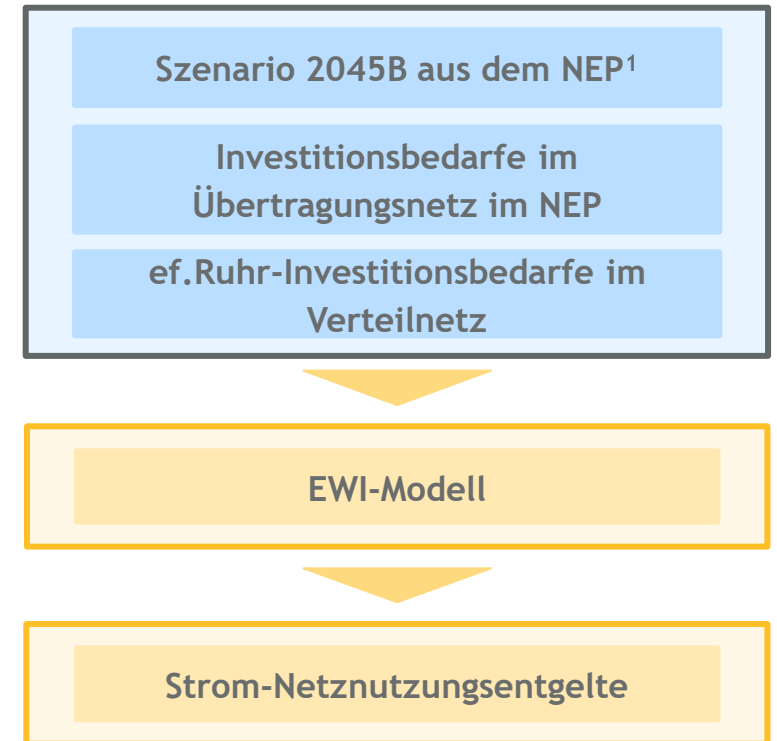 Szenario 2045B aus dem NEP¹
Investitionsbedarfe im
Übertragungsnetz im NEP
ef.Ruhr-Investitionsbedarfe im
Verteilnetz
EWI-Modell
Strom-Netznutzungsentgelte